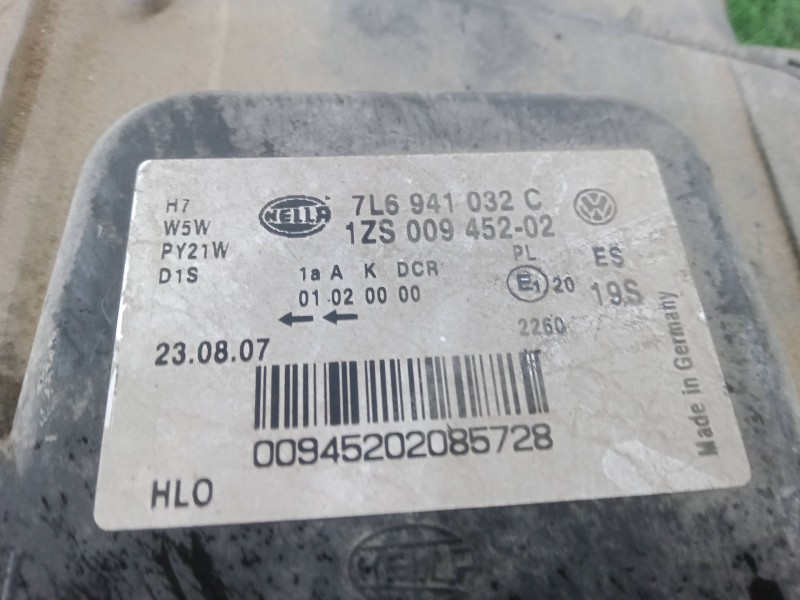 H7
W5W
PY21W
D1S
HELLA
7L6 941 032 C
1ZS 009 452-02
1a A K DCR
01 02 00 00
PL
E1 20
2260
ES
19S
23.08.07
00945202085728
HLO
Made in Germany
HELLA